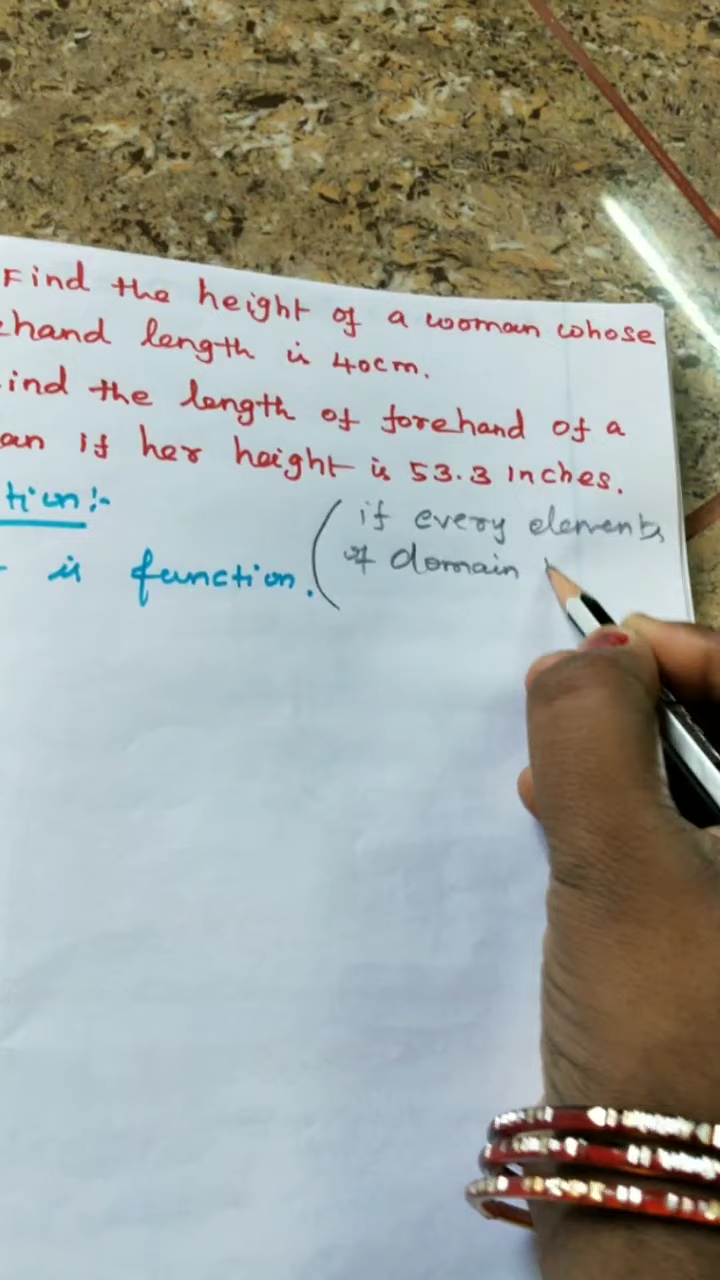 Find the height of a woman whose
ehand length is 40cm.
ind the length of forehand of a
an if her height is 53.3 inches.
tion:-
is function. (if every elements
of domain